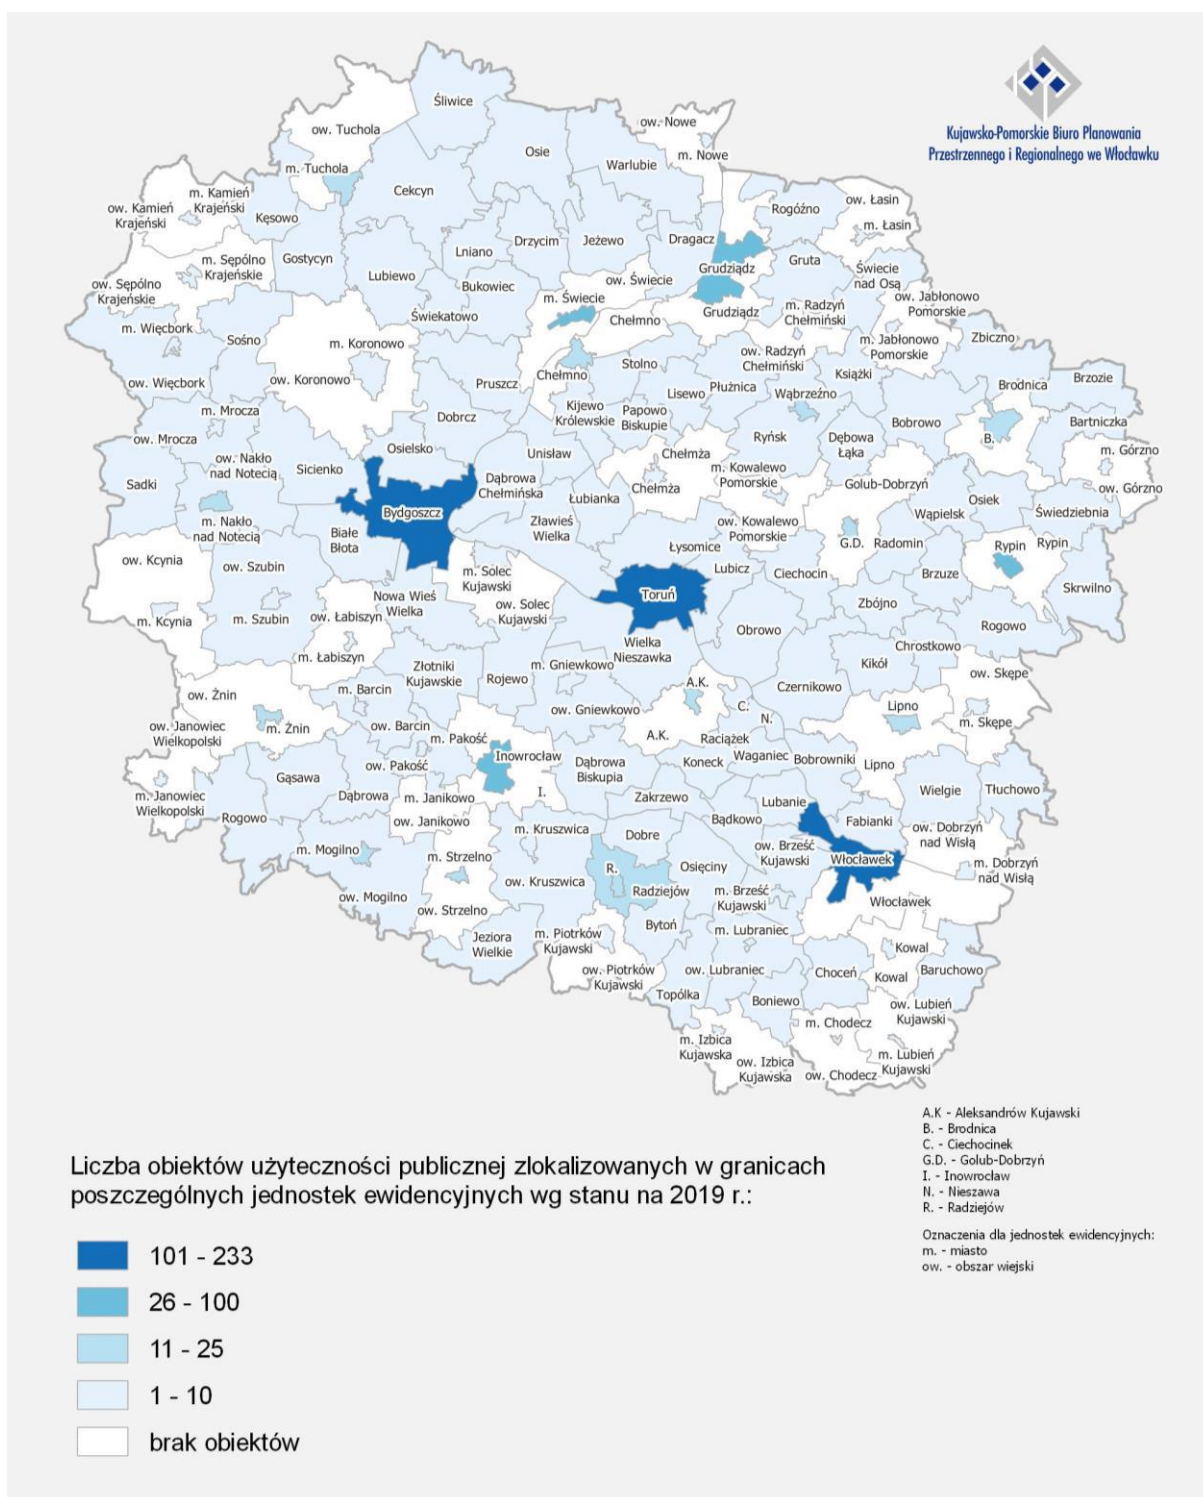 Kujawsko-Pomorskie Biuro Planowania
Przestrzennego i Regionalnego we Włocławku
Śliwice
ow. Tuchola
ow. Nowe
m. Nowe
Osie
Warlubie
m. Tuchola
Cekcyn
m. Kamień
Krajeński
ow. Kamień
Krajeński
Kęsowo
Rogóźno
ow. Łasin
m. Łasin
Gostycyn
Lniano
Drzycim
Jeżewo
Dragacz
Grudziądz
Gruta
Świecie
nad Osą
m. Sępólno
Krajeńskie
ow. Sępólno
Krajeńskie
Lubiewo
Bukowiec
ow. Świecie
m. Świecie
Grudziądz
m. Radzyń
Chełmiński
ow. Jabłonowo
Pomorskie
m. Jabłonowo
Pomorskie
Zbiczno
m. Więcbork
Sośno
m. Koronowo
Świekatowo
Chełmno
ow. Więcbork
ow. Koronowo
Pruszcz
Chełmno
Stolno
ow. Radzyń
Chełmiński
Książki
Brodnica
Brzozie
m. Mrocza
Dobrcz
Kijewo
Królewskie
Papowo
Biskupie
Lisewo
Płużnica
Wąbrzeźno
Bobrowo
B.
Bartniczka
ow. Mrocza
ow. Nakło
nad Notecią
Sicienko
Osielsko
Unisław
Chełmża
Ryńsk
Dębowa
Łąka
m. Górzno
Sadki
Dąbrowa
Chełmińska
Łubianka
Chełmża
m. Kowalewo
Pomorskie
Golub-Dobrzyń
ow. Górzno
m. Nakło
nad Notecią
Bydgoszcz
Zławieś
Wielka
ow. Kowalewo
Pomorskie
Wąpielsk
Osiek
Świedziebnia
Białe
Błota
Łysomice
G.D.
Radomin
Rypin
Rypin
ow. Kcynia
ow. Szubin
m. Solec
Kujawski
Lubicz
Ciechocin
Brzuze
Skrwilno
Toruń
Nowa Wieś
Wielka
ow. Solec
Kujawski
Zbójno
m. Kcynia
m. Szubin
ow. Łabiszyn
Obrowo
Rogowo
m. Łabiszyn
Wielka
Nieszawka
Chrostkowo
Złotniki
Kujawskie
m. Gniewkowo
Kikół
ow. Skępe
ow. Żnin
m. Barcin
Rojewo
A.K.
Czernikowo
C.
N.
Lipno
m. Skępe
ow. Janowiec
Wielkopolski
m. Żnin
ow. Barcin
ow. Gniewkowo
A.K.
Raciążek
m. Pakość
Inowrocław
Dąbrowa
Biskupia
Koneck
Waganiec
Bobrowniki
Lipno
ow. Pakość
Gąsawa
I.
Wielgie
Tłuchowo
m. Janowiec
Wielkopolski
Dąbrowa
m. Janikowo
Zakrzewo
Lubanie
Rogowo
ow. Janikowo
m. Kruszwica
Dobre
Bądkowo
Fabianki
ow. Dobrzyń
nad Wisłą
m. Mogilno
m. Strzelno
ow. Brześć
Kujawski
Włocławek
m. Dobrzyń
nad Wisłą
R.
Radziejów
Osięciny
ow. Kruszwica
m. Brześć
Kujawski
Włocławek
ow. Mogilno
ow. Strzelno
Bytoń
m. Lubraniec
Jeziora
Wielkie
m. Piotrków
Kujawski
Kowal
ow. Piotrków
Kujawski
ow. Lubraniec
Choceń
Kowal
Baruchowo
Topólka
Boniewo
ow. Lubień
Kujawski
m. Chodecz
m. Izbica
Kujawska
ow. Izbica
Kujawska
ow. Chodecz
m. Lubień
Kujawski
A.K - Aleksandrów Kujawski
B. - Brodnica
C. - Ciechocinek
G.D. - Golub-Dobrzyń
I. - Inowrocław
N. - Nieszawa
R. - Radziejów
Oznaczenia dla jednostek ewidencyjnych:
m. - miasto
ow. - obszar wiejski
Liczba obiektów użyteczności publicznej zlokalizowanych w granicach
poszczególnych jednostek ewidencyjnych wg stanu na 2019 r.:
101 - 233
26 - 100
11 - 25
1 - 10
brak obiektów